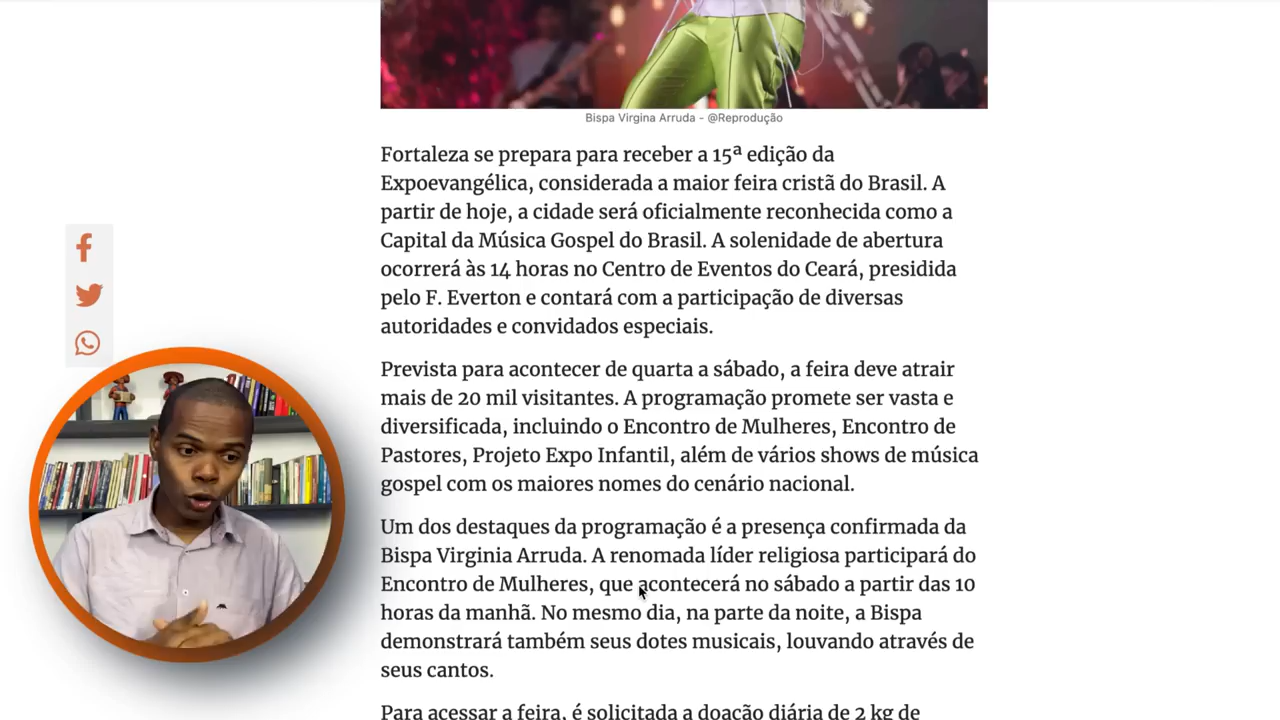 Bispa Virgina Arruda - @Reprodução
Fortaleza se prepara para receber a 15ª edição da
Expoevangélica, considerada a maior feira cristã do Brasil. A
partir de hoje, a cidade será oficialmente reconhecida como a
Capital da Música Gospel do Brasil. A solenidade de abertura
ocorrerá às 14 horas no Centro de Eventos do Ceará, presidida
pelo F. Everton e contará com a participação de diversas
autoridades e convidados especiais.
Prevista para acontecer de quarta a sábado, a feira deve atrair
mais de 20 mil visitantes. A programação promete ser vasta e
diversificada, incluindo o Encontro de Mulheres, Encontro de
Pastores, Projeto Expo Infantil, além de vários shows de música
gospel com os maiores nomes do cenário nacional.
Um dos destaques da programação é a presença confirmada da
Bispa Virginia Arruda. A renomada líder religiosa participará do
Encontro de Mulheres, que acontecerá no sábado a partir das 10
horas da manhã. No mesmo dia, na parte da noite, a Bispa
demonstrará também seus dotes musicais, louvando através de
seus cantos.
Para acessar a feira, é solicitada a doação diária de 2 kg de